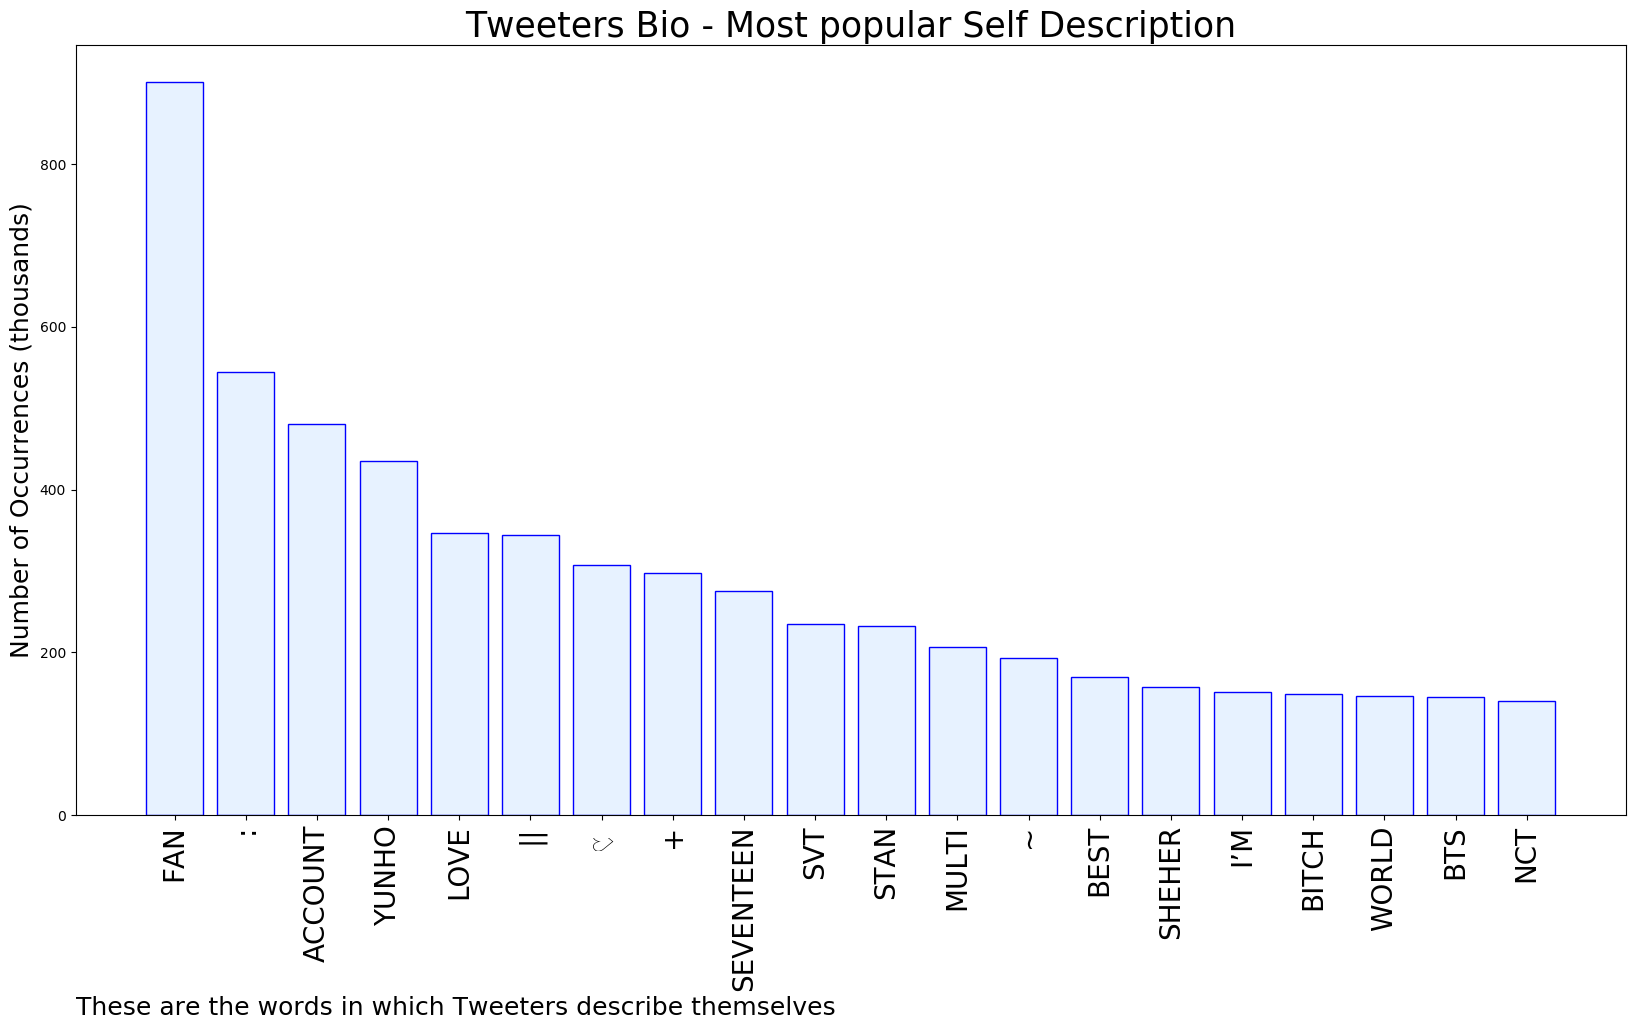 Tweeters Bio - Most popular Self Description
Number of Occurrences (thousands)
800
600
400
200
0
FAN
:
ACCOUNT
YUNHO
LOVE
||
♡
+
SEVENTEEN
SVT
STAN
MULTI
~
BEST
SHEHER
I’M
BITCH
WORLD
BTS
NCT
These are the words in which Tweeters describe themselves